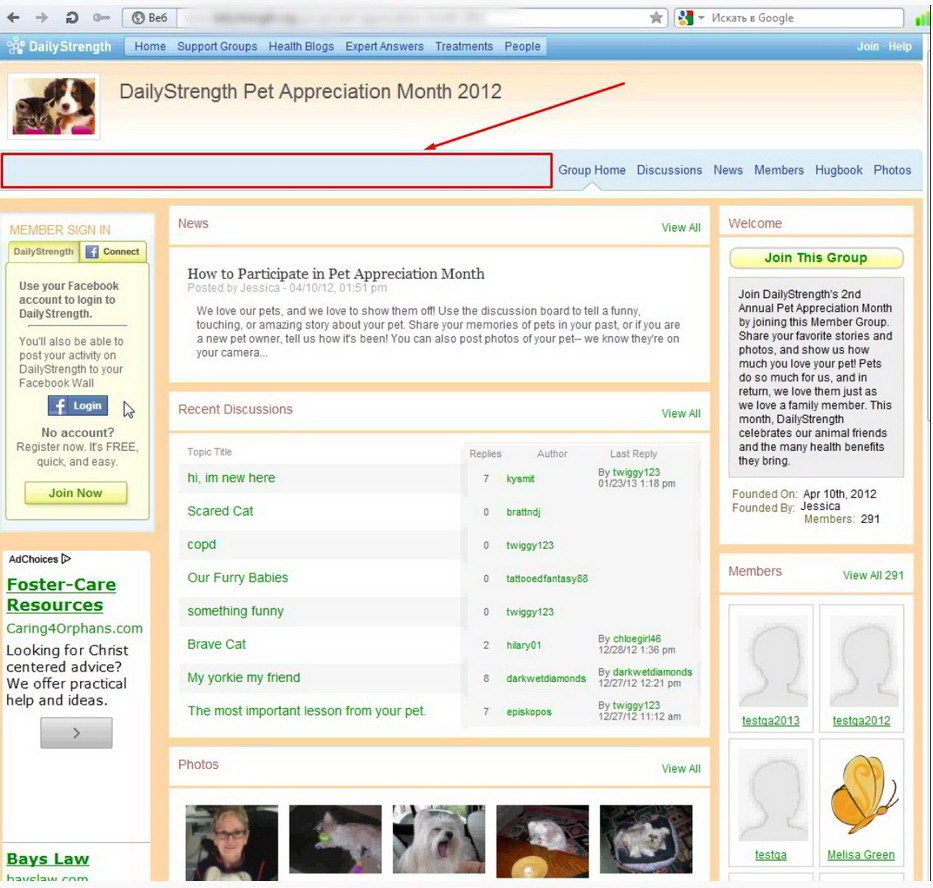 Веб
Искать в Google
DailyStrength Home Support Groups Health Blogs Expert Answers Treatments People Join · Help
DailyStrength Pet Appreciation Month 2012
Group Home Discussions News Members Hugbook Photos
MEMBER SIGN IN
DailyStrength f Connect
Use your Facebook
account to login to
DailyStrength.
You'll also be able to
post your activity on
DailyStrength to your
Facebook Wall
f Login
No account?
Register now. It's FREE,
quick, and easy.
Join Now
AdChoices
Foster-Care
Resources
Caring4Orphans.com
Looking for Christ
centered advice?
We offer practical
help and ideas.
>
Bays Law
bayslaw.com
News View All
How to Participate in Pet Appreciation Month
Posted by Jessica - 04/10/12, 01:51 pm
We love our pets, and we love to show them off! Use the discussion board to tell a funny,
touching, or amazing story about your pet. Share your memories of pets in your past, or if you are
a new pet owner, tell us how it's been! You can also post photos of your pet-- we know they're on
your camera...
Recent Discussions View All
Topic Title Replies Author Last Reply
hi, im new here 7 kysmit By twiggy123
01/23/13 1:18 pm
Scared Cat 0 brattndj
copd 0 twiggy123
Our Furry Babies 0 tattooedfantasy88
something funny 0 twiggy123
Brave Cat 2 hilary01 By chloegirl46
12/28/12 1:36 pm
My yorkie my friend 8 darkwetdiamonds By darkwetdiamonds
12/27/12 12:21 pm
The most important lesson from your pet. 7 episkopos By twiggy123
12/27/12 11:12 am
Photos View All
Welcome
Join This Group
Join DailyStrength's 2nd
Annual Pet Appreciation Month
by joining this Member Group.
Share your favorite stories and
photos, and show us how
much you love your pet! Pets
do so much for us, and in
return, we love them just as
we love a family member. This
month, DailyStrength
celebrates our animal friends
and the many health benefits
they bring.
Founded On: Apr 10th, 2012
Founded By: Jessica
Members: 291
Members View All 291
testqa2013 testqa2012
testqa Melisa Green